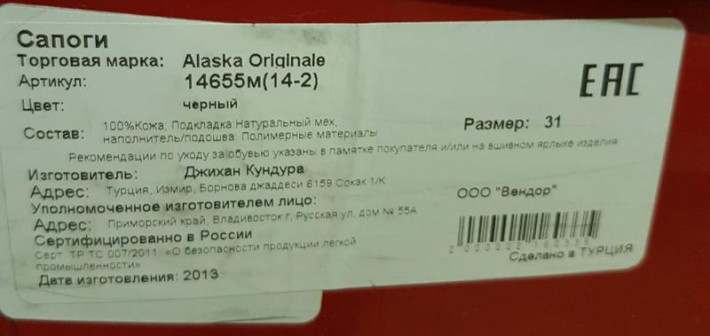 Сапоги
Торговая марка: Alaska Originale
Артикул: 14655м(14-2)
EAC
Цвет: черный
Состав: 100%Кожа, Подкладка Натуральный мех,
наполнитель/подошва Полимерные материалы
Размер: 31
Рекомендации по уходу за обувью указаны в памятке покупателя и/или на вшивном ярлыке изделия
Изготовитель: Джихан Кундура
Адрес: Турция, Измир, Борнова джаддеси 6159 Сокак 1/К
Уполномоченное изготовителем лицо:
ООО "Вендор"
Адрес: Приморский край, Владивосток г, Русская ул, дом № 55А
Сертифицировано в России
Серт. ТР ТС 007/2011 «О безопасности продукции легкой
промышленности»
Сделано в ТУРЦИЯ
Дата изготовления: 2013